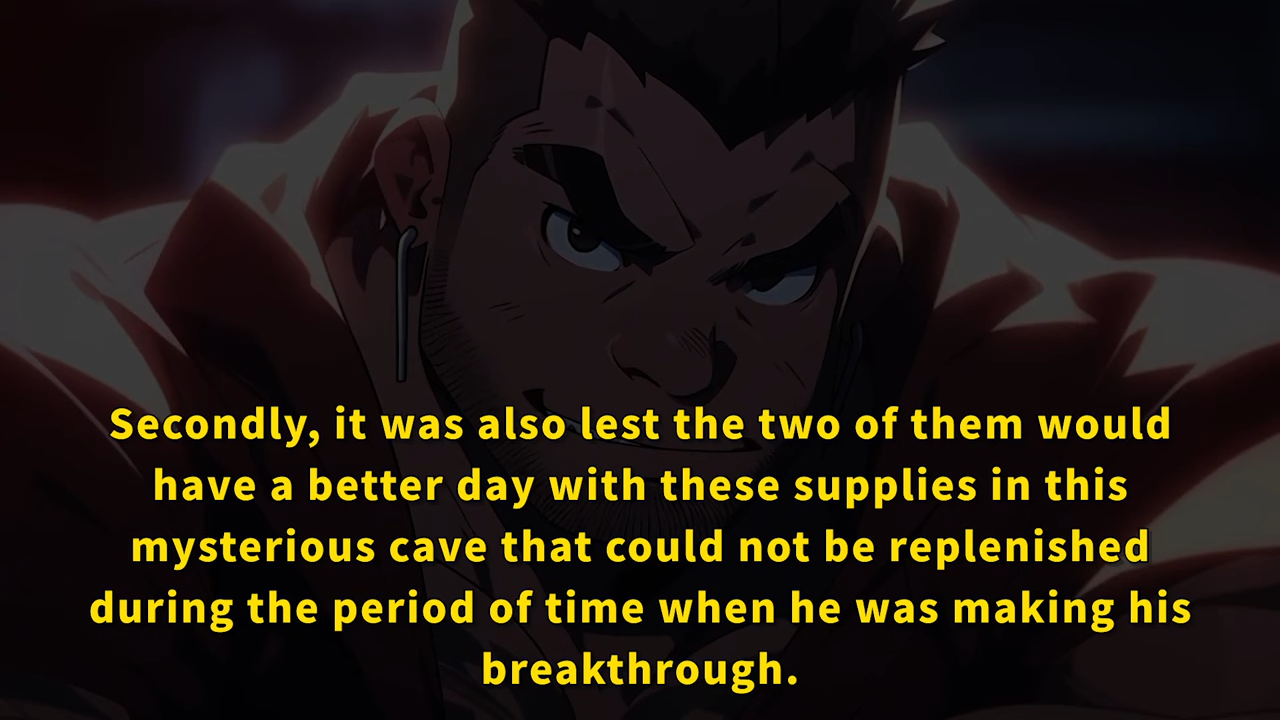 Secondly, it was also lest the two of them would
have a better day with these supplies in this
mysterious cave that could not be replenished
during the period of time when he was making his
breakthrough.